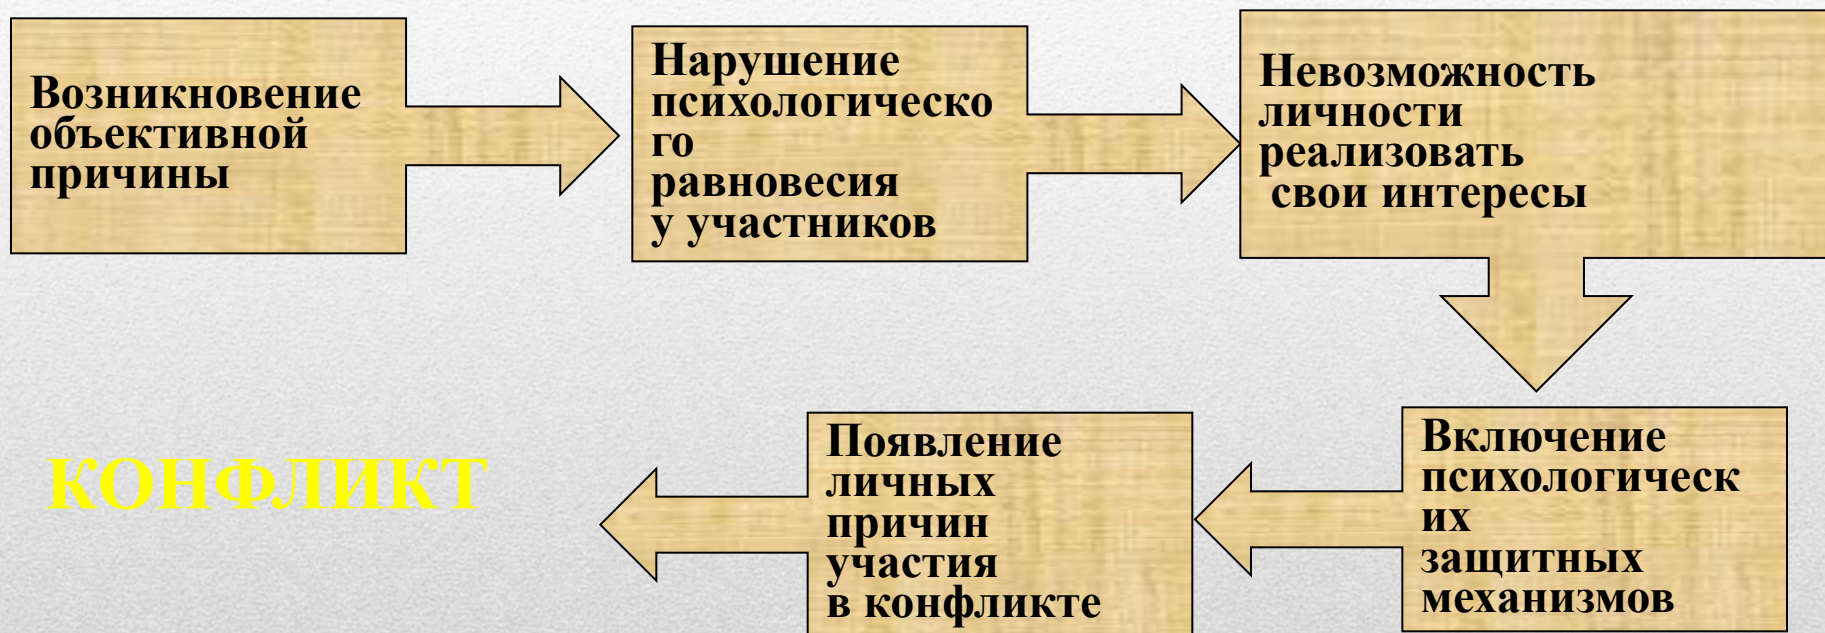 Возникновение
объективной
причины
Нарушение
психологическо
го
равновесия
у участников
Невозможность
личности
реализовать
свои интересы
Включение
психологическ
их
защитных
механизмов
Появление
личных
причин
участия
в конфликте
КОНФЛИКТ